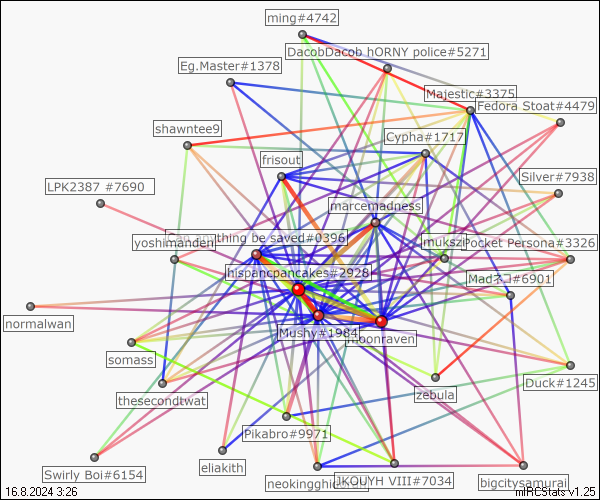 ming#4742
DacobDacob hORNY police#5271
Eg.Master#1378
Majestic#3375
Fedora Stoat#4479
shawntee9
Cypha#1717
frisout
Silver#7938
LPK2387 #7690
marcemadness
Can anything be saved#0396
yoshimanden
mukszi
Pocket Persona#3326
hispancpancakes#2928
Madネコ#6901
normalwan
Mushy#1984
moonraven
somass
Duck#1245
thesecondtwat
zebula
Pikabro#9971
eliakith
Swirly Boi#6154
JKQUYH VIII#7034
bigcitysamurai
16.8.2024 3:26
mIRCStats v1.25